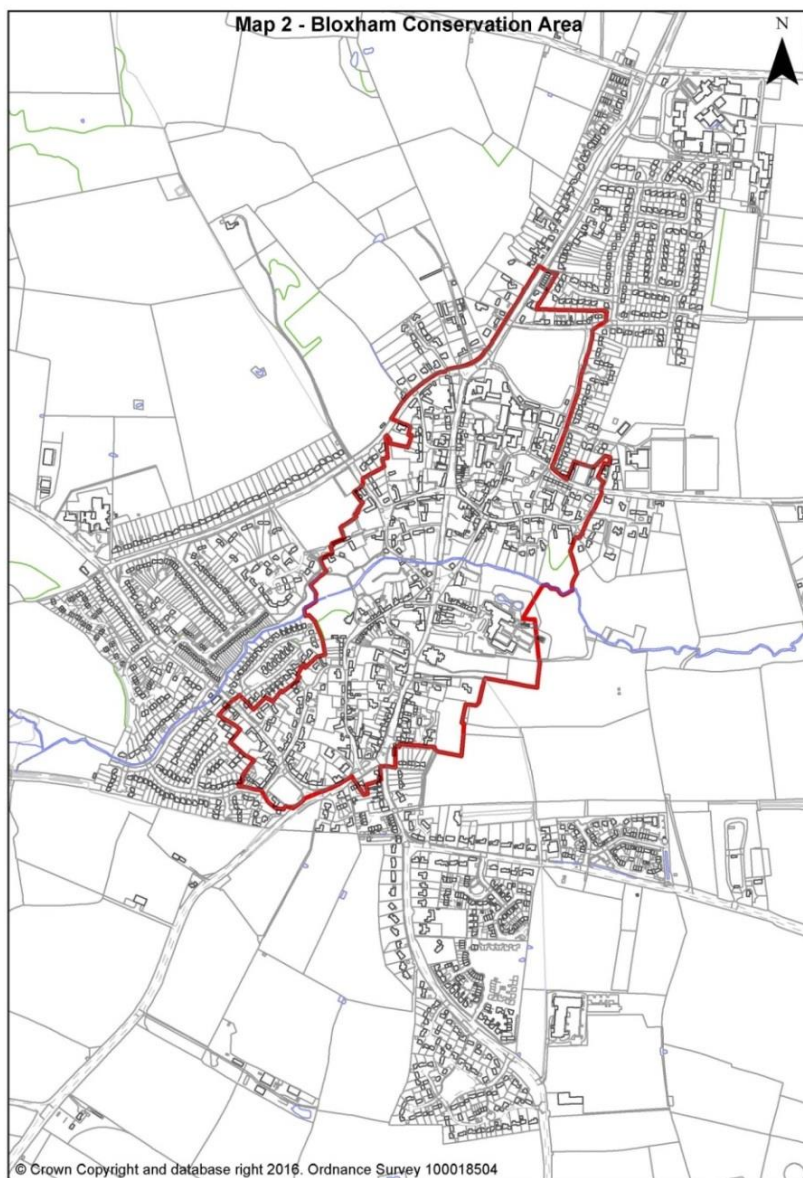 Map 2 - Bloxham Conservation Area
N
© Crown Copyright and database right 2016. Ordnance Survey 100018504